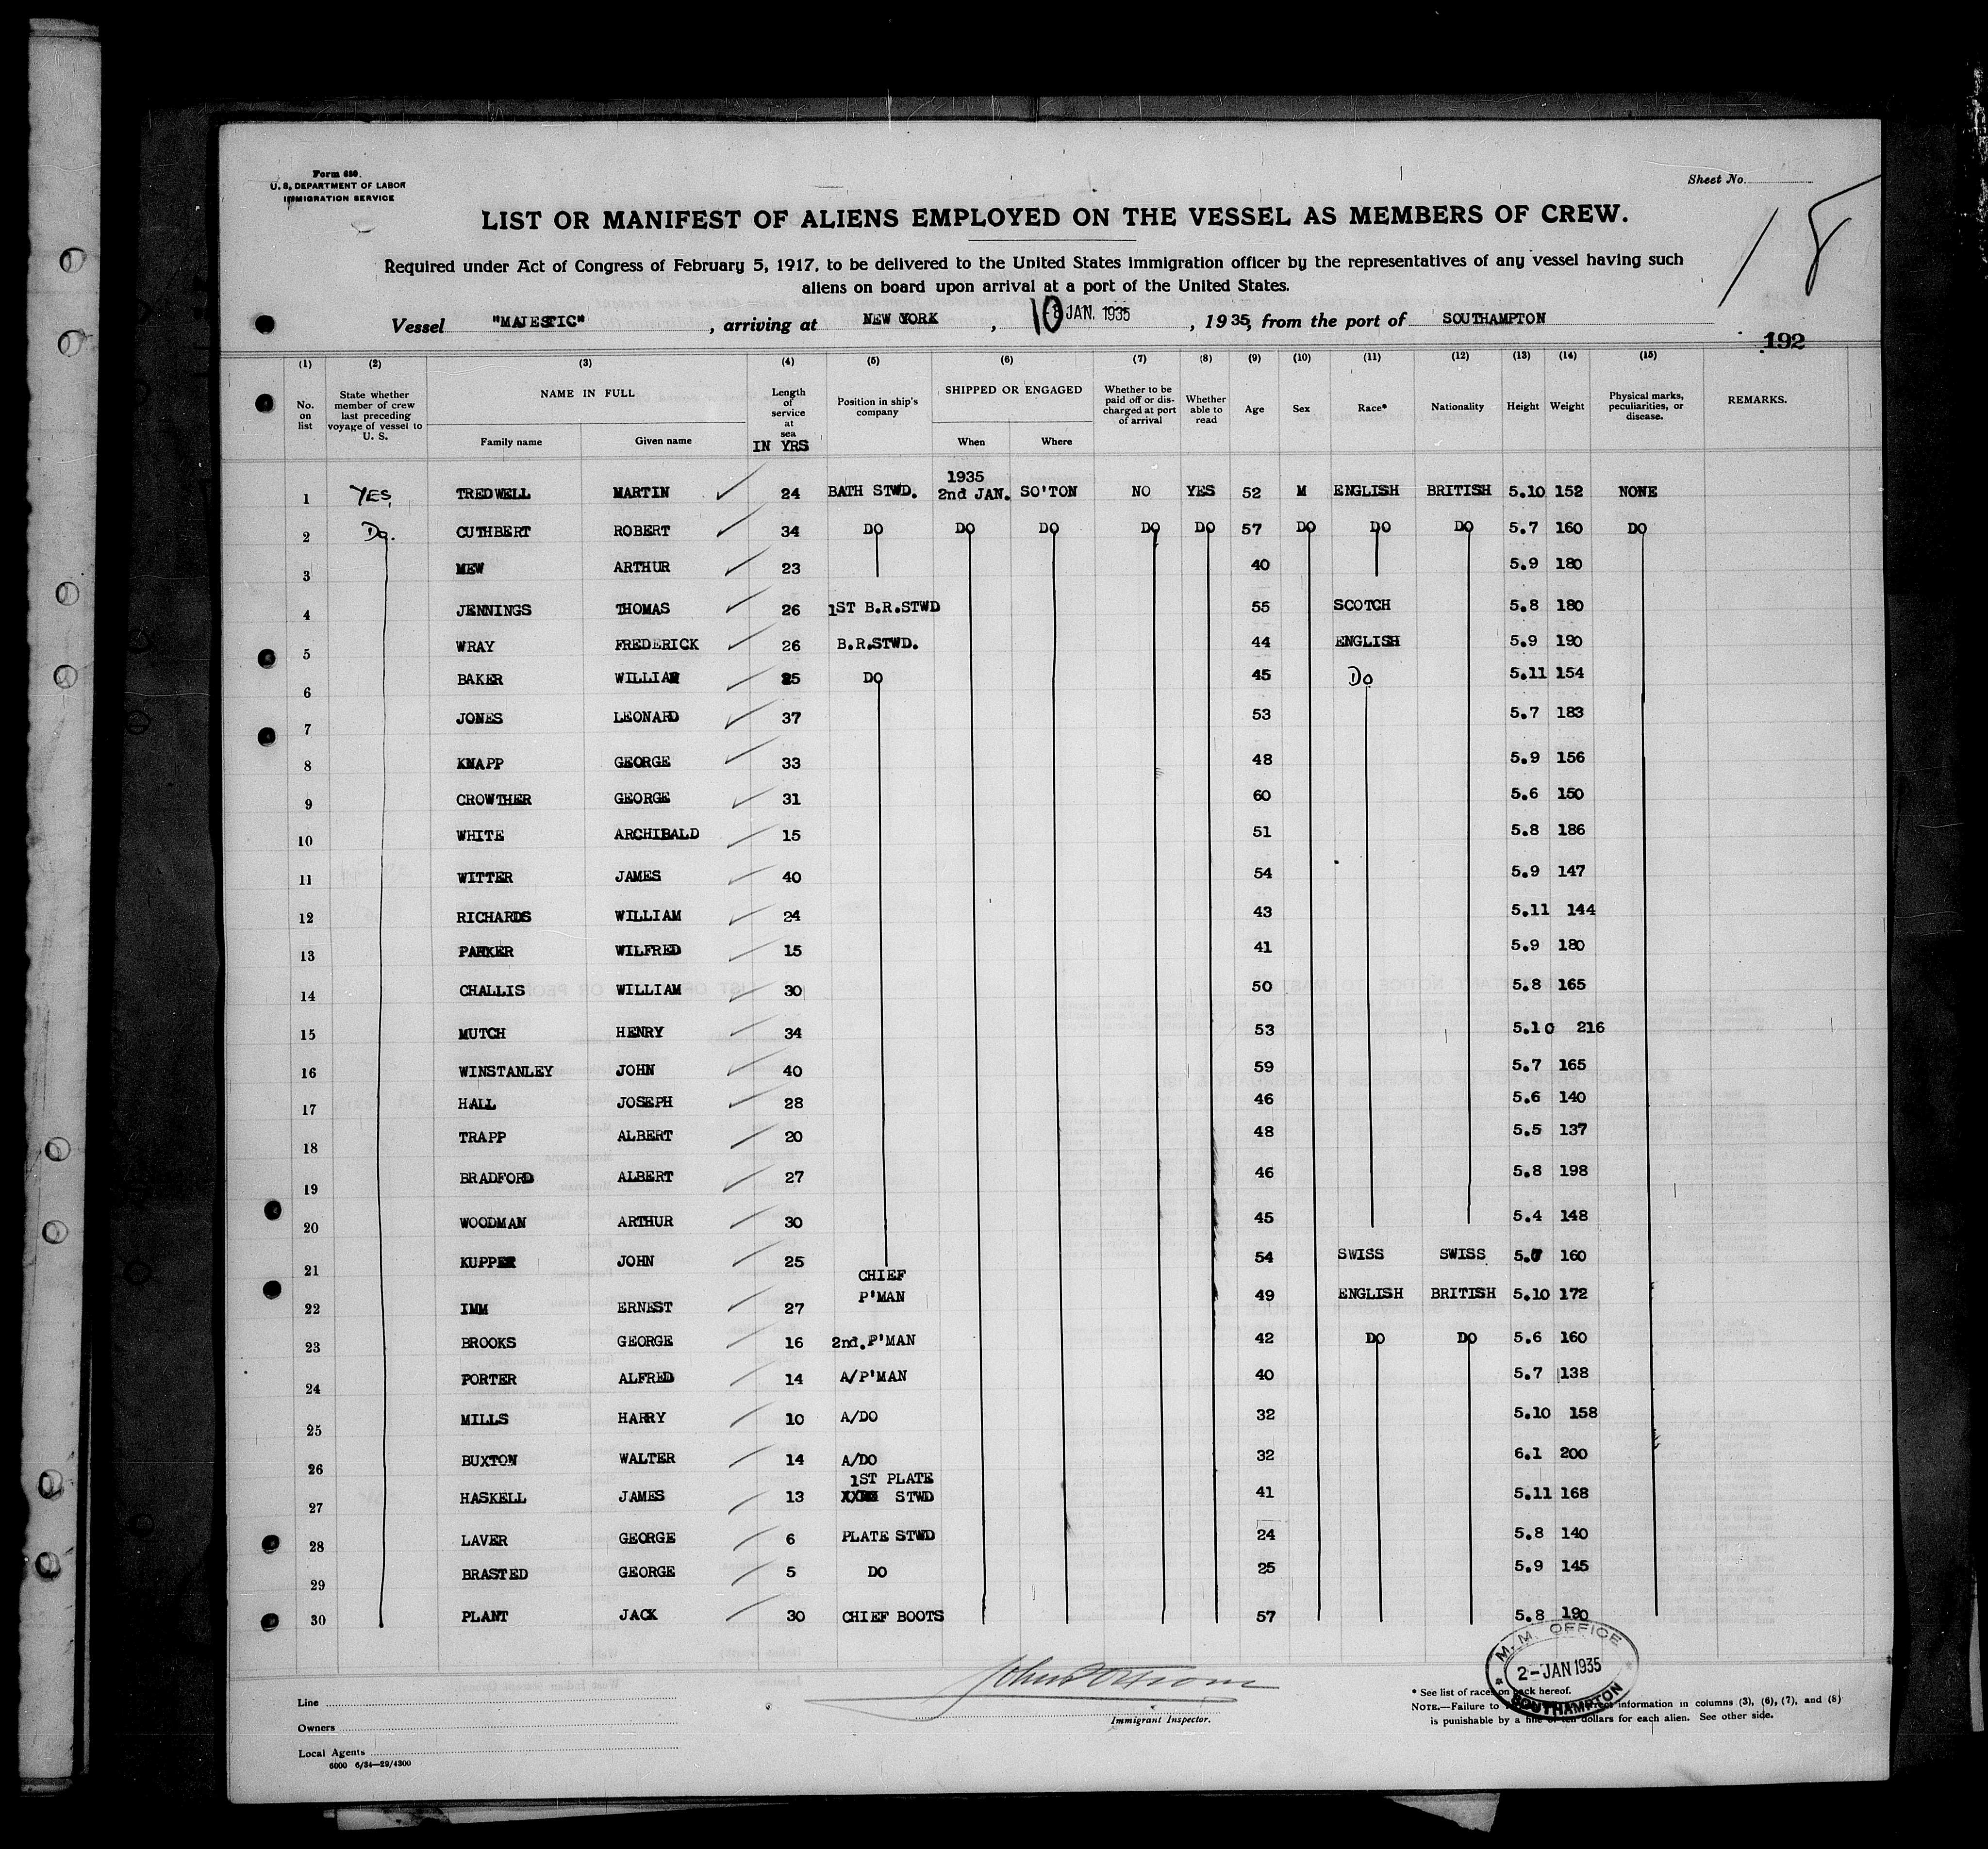 Form 680.
U. S. DEPARTMENT OF LABOR
IMMIGRATION SERVICE
Sheet No.
18
LIST OR MANIFEST OF ALIENS EMPLOYED ON THE VESSEL AS MEMBERS OF CREW.
Required under Act of Congress of February 5, 1917, to be delivered to the United States immigration officer by the representatives of any vessel having such
aliens on board upon arrival at a port of the United States.
Vessel "MAJESTIC", arriving at NEW YORK, 10 JAN. 1935, 1935, from the port of SOUTHAMPTON
192
(1) (2) (3) (4) (5) (6) (7) (8) (9) (10) (11) (12) (13) (14) (15)
No. on list
State whether member of crew last preceding voyage of vessel to U. S.
NAME IN FULL
Family name Given name
Length of service at sea
IN YRS
Position in ship's company
SHIPPED OR ENGAGED
When Where
Whether to be paid off or discharged at port of arrival
Whether able to read
Age
Sex
Race*
Nationality
Height
Weight
Physical marks, peculiarities, or disease.
REMARKS.
1935
1 YES, TREDWELL MARTIN 24 BATH STWD. 2nd JAN. SO'TON NO YES 52 M ENGLISH BRITISH 5.10 152 NONE
2 Do. CUTHBERT ROBERT 34 DO DO DO DO DO 57 DO DO DO 5.7 160 DO
3 MEW ARTHUR 23 40 5.9 180
4 JENNINGS THOMAS 26 1ST B.R.STWD 55 SCOTCH 5.8 180
5 WRAY FREDERICK 26 B.R.STWD. 44 ENGLISH 5.9 190
6 BAKER WILLIAM 25 DO 45 Do 5.11 154
7 JONES LEONARD 37 53 5.7 183
8 KNAPP GEORGE 33 48 5.9 156
9 CROWTHER GEORGE 31 60 5.6 150
10 WHITE ARCHIBALD 15 51 5.8 186
11 WITTER JAMES 40 54 5.9 147
12 RICHARDS WILLIAM 24 43 5.11 144
13 PARKER WILFRED 15 41 5.9 180
14 CHALLIS WILLIAM 30 50 5.8 165
15 MUTCH HENRY 34 53 5.10 216
16 WINSTANLEY JOHN 40 59 5.7 165
17 HALL JOSEPH 28 46 5.6 140
18 TRAPP ALBERT 20 48 5.5 137
19 BRADFORD ALBERT 27 46 5.8 198
20 WOODMAN ARTHUR 30 45 5.4 148
21 KUPPER JOHN 25 54 SWISS SWISS 5.7 160
22 IMM ERNEST 27 CHIEF P'MAN 49 ENGLISH BRITISH 5.10 172
23 BROOKS GEORGE 16 2nd. P'MAN 42 DO DO 5.6 160
24 PORTER ALFRED 14 A/P'MAN 40 5.7 138
25 MILLS HARRY 10 A/DO 32 5.10 158
26 BUXTON WALTER 14 A/DO 32 6.1 200
27 HASKELL JAMES 13 1ST PLATE STWD 41 5.11 168
28 LAVER GEORGE 6 PLATE STWD 24 5.8 140
29 BRASTED GEORGE 5 DO 25 5.9 145
30 PLANT JACK 30 CHIEF BOOTS 57 5.8 190
M.M. OFFICE
2-JAN 1935
SOUTHAMPTON
Line
Owners
Local Agents
6000 6/34—29/4300
Immigrant Inspector.
* See list of races on back hereof.
NOTE.—Failure to information in columns (3), (6), (7), and (8)
is punishable by a fine of ten dollars for each alien. See other side.